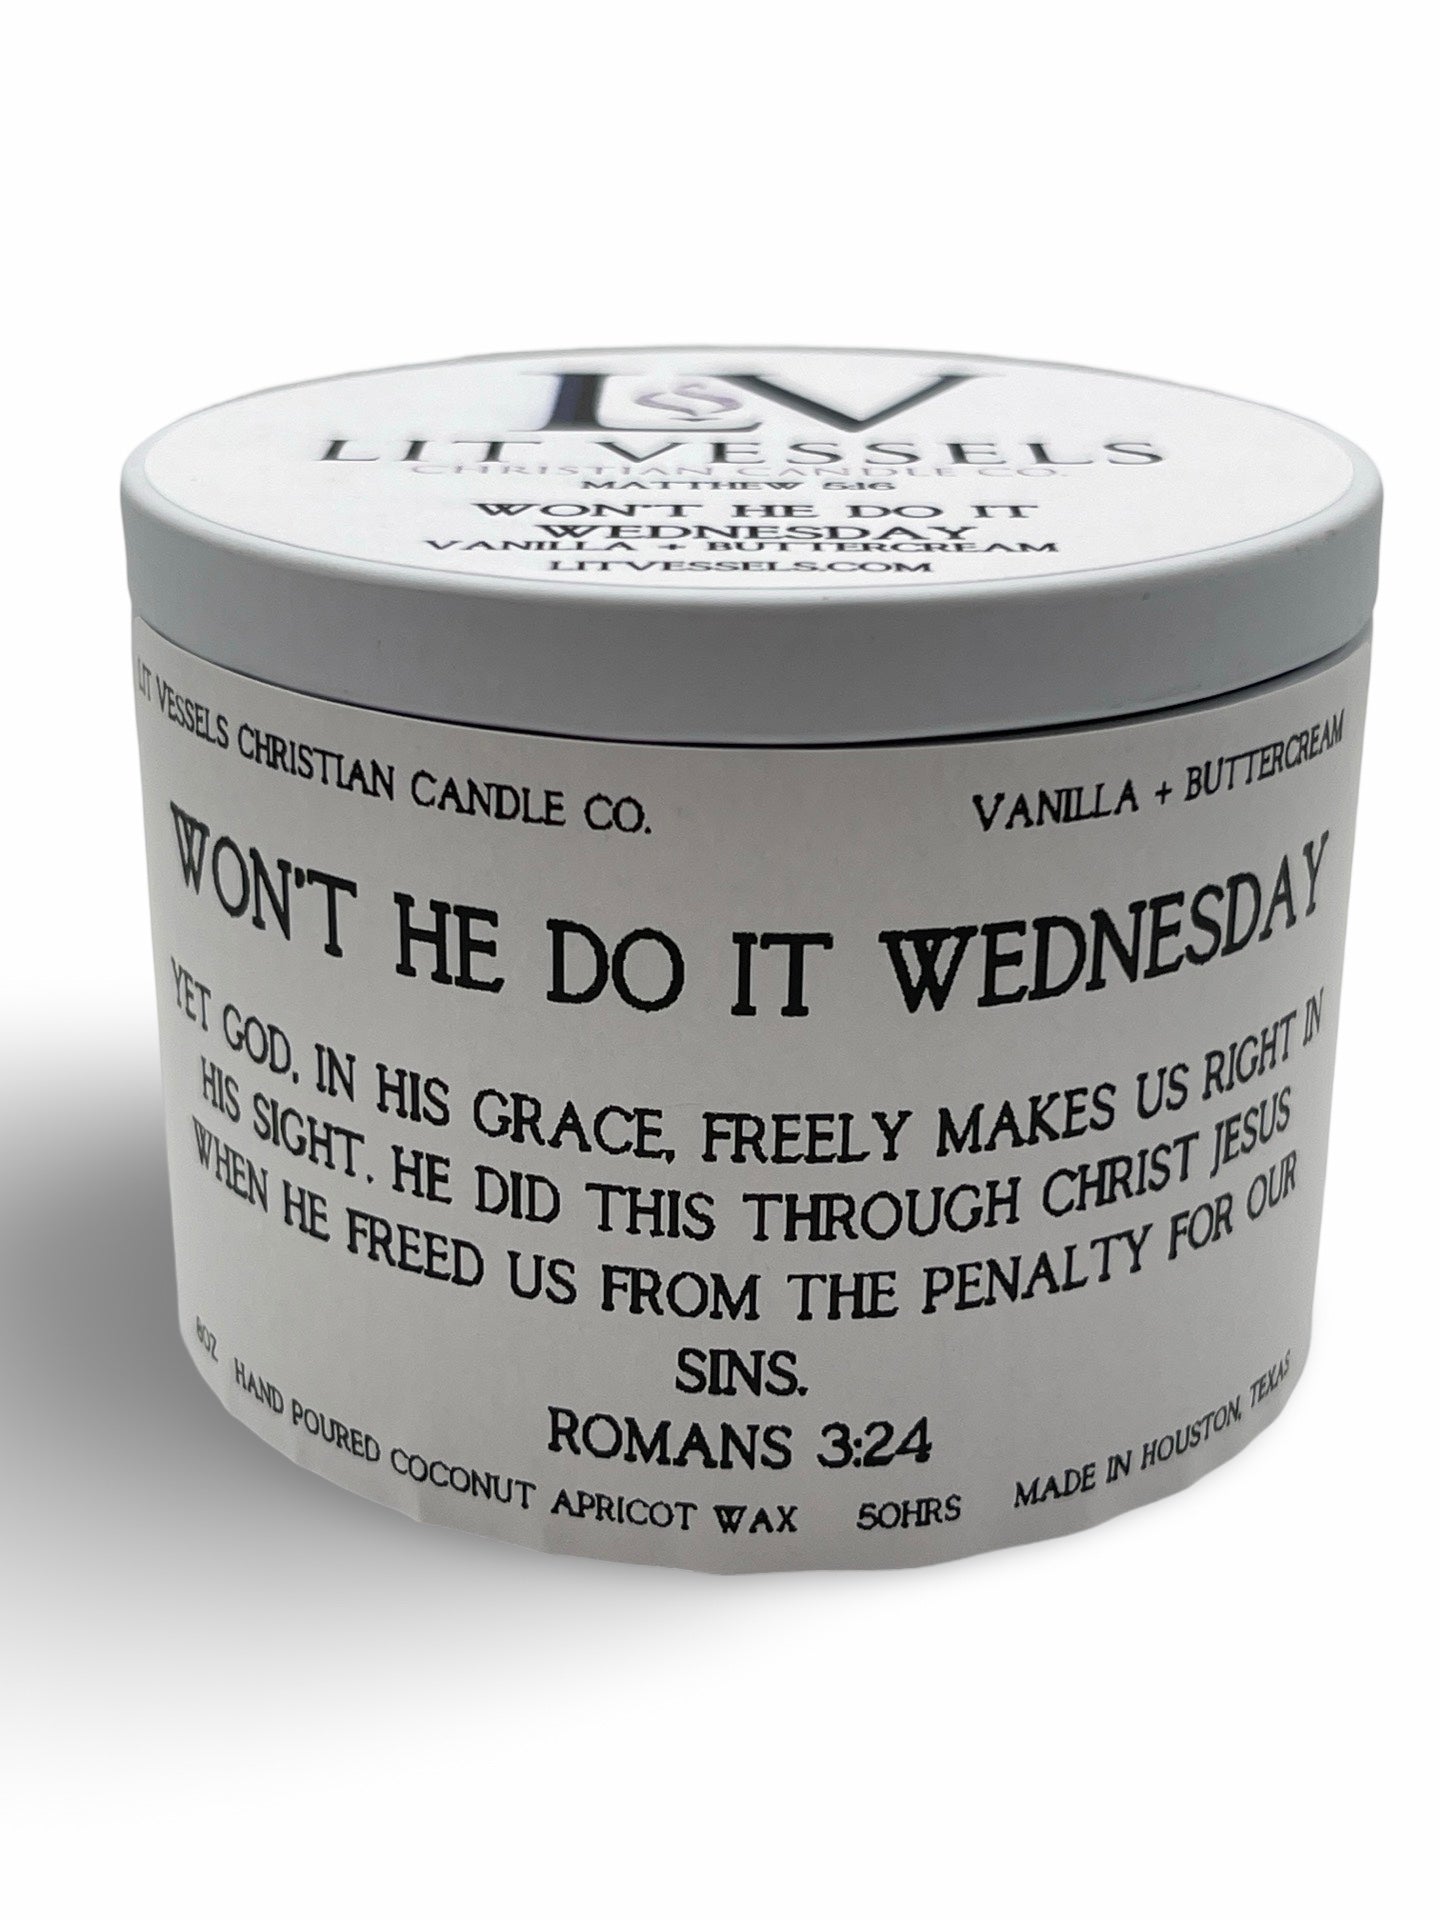 LV
LIT VESSELS
CHRISTIAN CANDLE CO.
MATTHEW 5:16
WON'T HE DO IT
WEDNESDAY
VANILLA + BUTTERCREAM
LITVESSELS.COM
LIT VESSELS CHRISTIAN CANDLE CO. VANILLA + BUTTERCREAM
WON'T HE DO IT WEDNESDAY
YET GOD, IN HIS GRACE, FREELY MAKES US RIGHT IN
HIS SIGHT. HE DID THIS THROUGH CHRIST JESUS
WHEN HE FREED US FROM THE PENALTY FOR OUR
SINS.
ROMANS 3:24
8OZ HAND POURED COCONUT APRICOT WAX 50HRS MADE IN HOUSTON, TEXAS